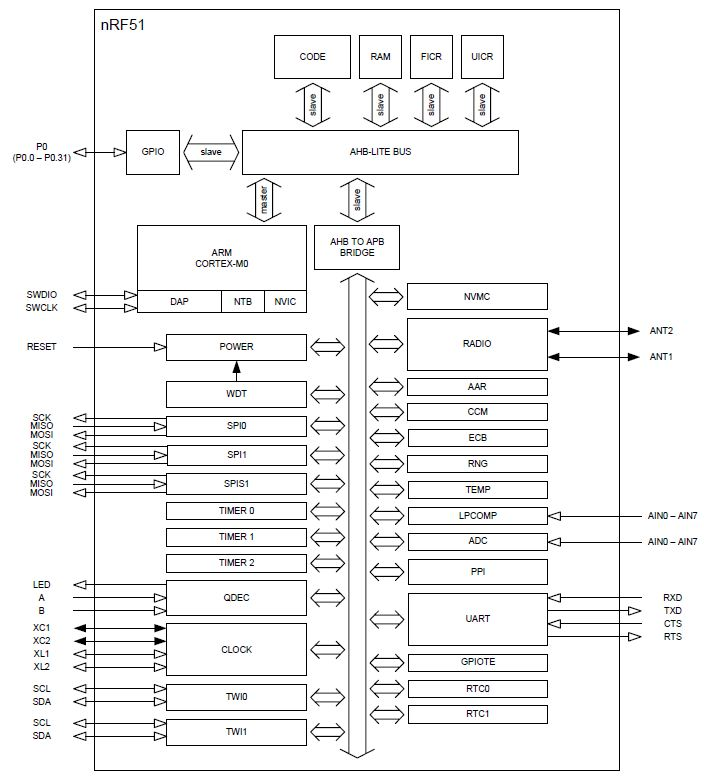 nRF51
CODE
RAM
FICR
UICR
slave
slave
slave
slave
P0
(P0.0 – P0.31)
GPIO
slave
AHB-LITE BUS
master
slave
ARM
CORTEX-M0
AHB TO APB
BRIDGE
SWDIO
SWCLK
DAP
NTB
NVIC
NVMC
RESET
POWER
RADIO
ANT2
ANT1
WDT
AAR
SCK
MISO
MOSI
SPI0
CCM
ECB
SCK
MISO
MOSI
SPI1
RNG
SCK
MISO
MOSI
SPIS1
TEMP
TIMER 0
LPCOMP
AIN0 – AIN7
TIMER 1
ADC
AIN0 – AIN7
TIMER 2
PPI
LED
A
B
QDEC
UART
RXD
TXD
CTS
RTS
XC1
XC2
XL1
XL2
CLOCK
GPIOTE
SCL
SDA
TWI0
RTC0
RTC1
SCL
SDA
TWI1